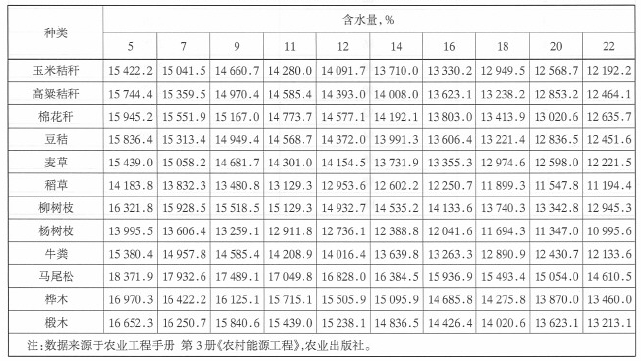 种类 含水量,%
5 7 9 11 12 14 16 18 20 22
玉米秸秆 15 422.2 15 041.5 14 660.7 14 280.0 14 091.7 13 710.0 13 330.2 12 949.5 12 568.7 12 192.2
高粱秸秆 15 744.4 15 359.5 14 970.4 14 585.4 14 393.0 14 008.0 13 623.1 13 238.2 12 853.2 12 464.1
棉花秆 15 945.2 15 551.9 15 167.0 14 773.7 14 577.1 14 192.1 13 803.0 13 413.9 13 020.6 12 635.7
豆秸 15 836.4 15 313.4 14 949.4 14 568.7 14 372.0 13 991.3 13 606.4 13 221.4 12 836.5 12 451.6
麦草 15 439.0 15 058.2 14 681.7 14 301.0 14 154.5 13 731.9 13 355.3 12 974.6 12 598.0 12 221.5
稻草 14 183.8 13 832.3 13 480.8 13 129.3 12 953.6 12 602.2 12 250.7 11 899.3 11 547.8 11 194.4
柳树枝 16 321.8 15 928.5 15 518.5 15 129.3 14 932.7 14 535.2 14 133.6 13 740.3 13 342.8 12 945.3
杨树枝 13 995.5 13 606.4 13 259.1 12 911.8 12 736.1 12 388.8 12 041.6 11 694.3 11 347.0 10 995.6
牛粪 15 380.4 14 957.8 14 585.4 14 208.9 14 016.4 13 639.8 13 263.3 12 890.9 12 430.7 12 133.6
马尾松 18 371.9 17 932.6 17 489.1 17 049.8 16 828.0 16 384.5 15 936.9 15 493.4 15 054.0 14 610.5
桦木 16 970.3 16 422.2 16 125.1 15 715.1 15 505.9 15 095.9 14 685.8 14 275.8 13 870.0 13 460.0
椴木 16 652.3 16 250.7 15 840.6 15 439.0 15 238.1 14 836.5 14 426.4 14 020.6 13 623.1 13 213.1
注:数据来源于农业工程手册 第3册《农村能源工程》,农业出版社。